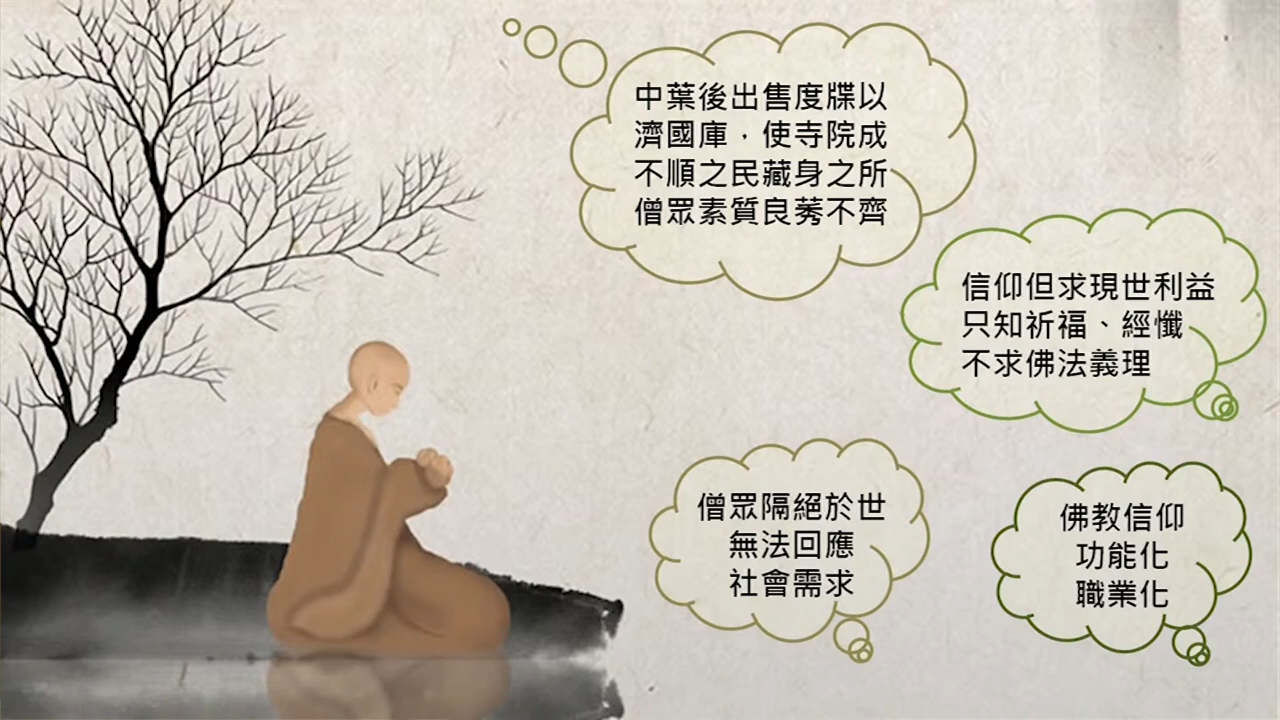 中葉後出售度牒以
濟國庫，使寺院成
不順之民藏身之所
僧眾素質良莠不齊
信仰但求現世利益
只知祈福、經懺
不求佛法義理
僧眾隔絕於世
無法回應
社會需求
佛教信仰
功能化
職業化